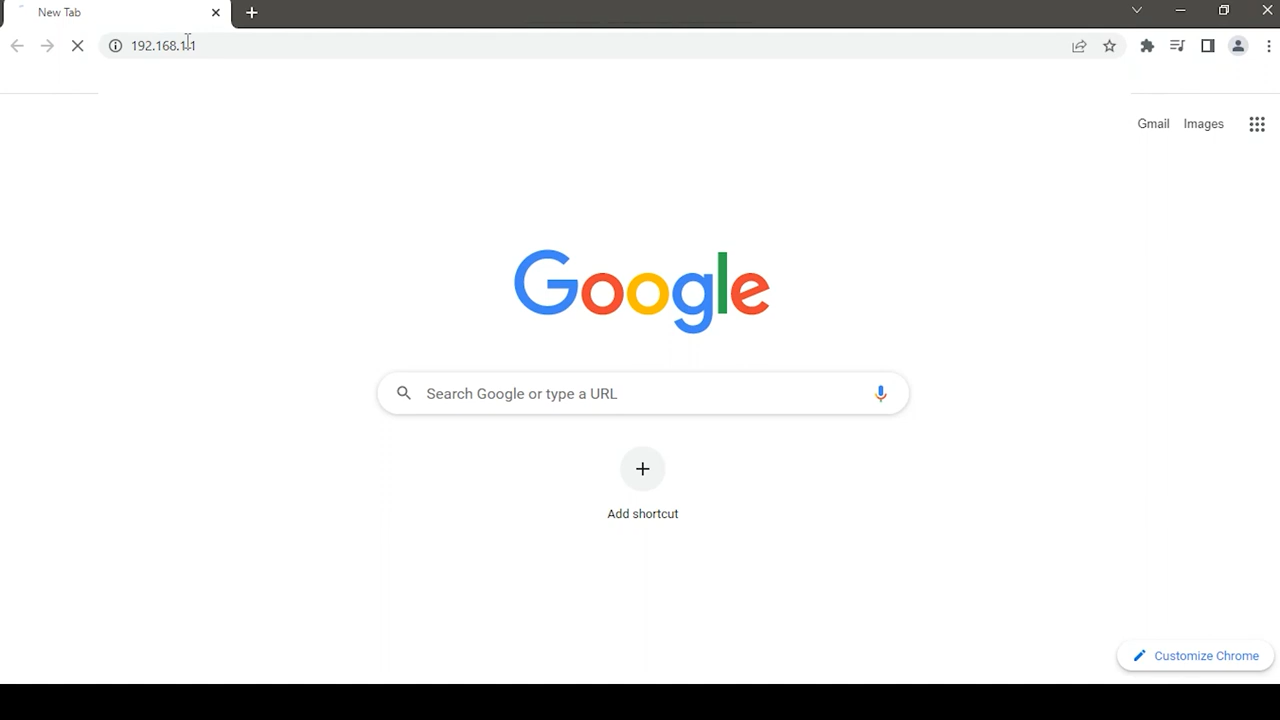 New Tab
192.168.1.1
Gmail Images
Google
Search Google or type a URL
Add shortcut
Customize Chrome